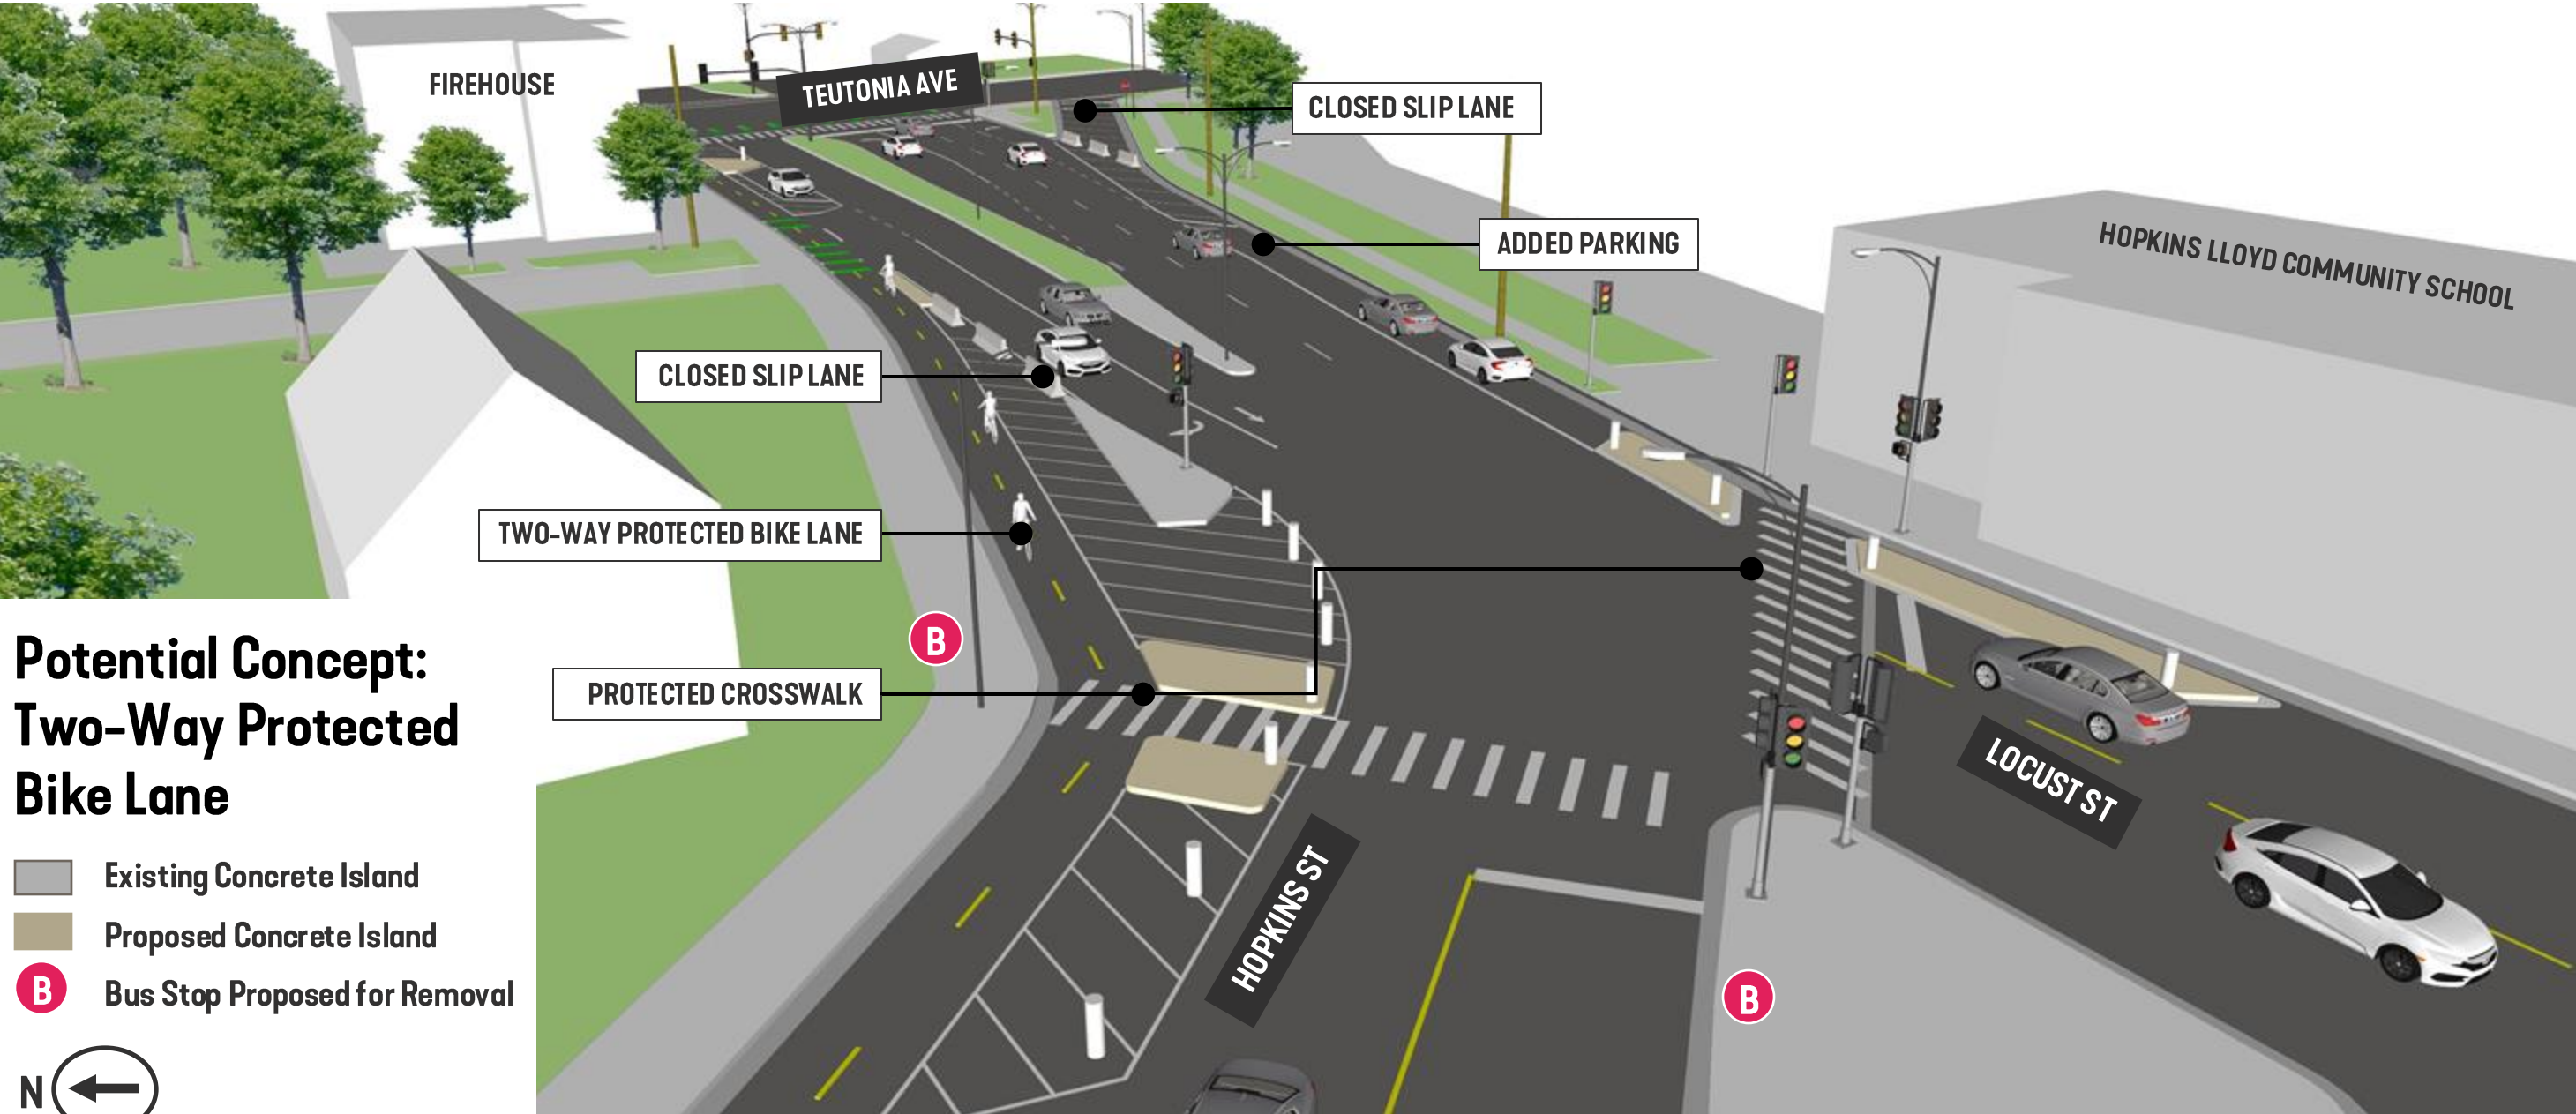 FIREHOUSE
TEUTONIA AVE
CLOSED SLIP LANE
ADDED PARKING
HOPKINS LLOYD COMMUNITY SCHOOL
CLOSED SLIP LANE
TWO-WAY PROTECTED BIKE LANE
B
PROTECTED CROSSWALK
LOCUST ST
HOPKINS ST
B
Potential Concept:
Two-Way Protected
Bike Lane
Existing Concrete Island
Proposed Concrete Island
B Bus Stop Proposed for Removal
N